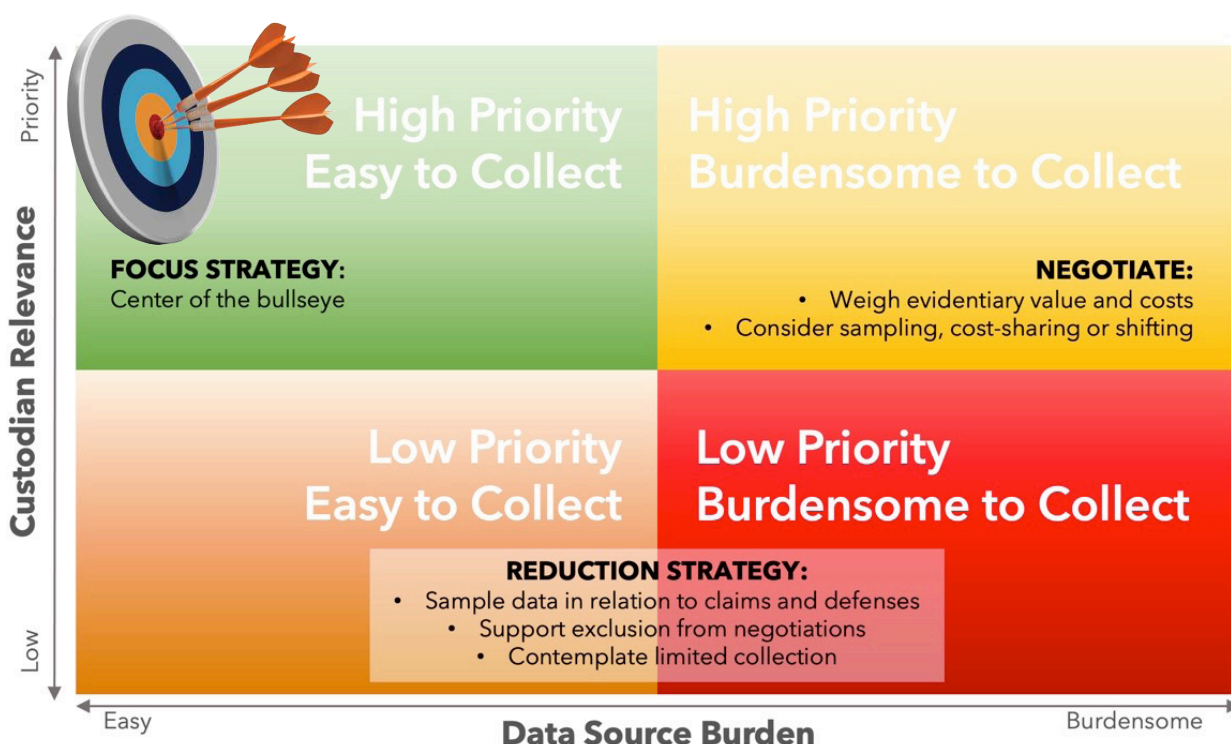 Priority
High Priority
Easy to Collect
High Priority
Burdensome to Collect
FOCUS STRATEGY:
Center of the bullseye
NEGOTIATE:
• Weigh evidentiary value and costs
• Consider sampling, cost-sharing or shifting
Custodian Relevance
Low Priority
Easy to Collect
Low Priority
Burdensome to Collect
REDUCTION STRATEGY:
• Sample data in relation to claims and defenses
• Support exclusion from negotiations
• Contemplate limited collection
Low
Easy
Data Source Burden
Burdensome